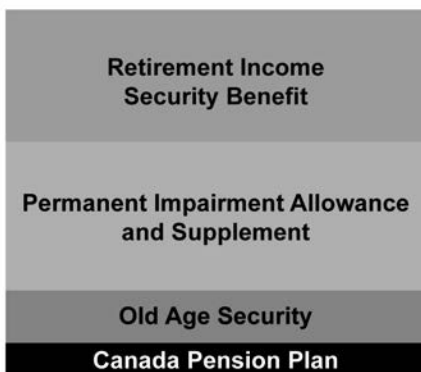 Retirement Income
Security Benefit
Permanent Impairment Allowance
and Supplement
Old Age Security
Canada Pension Plan